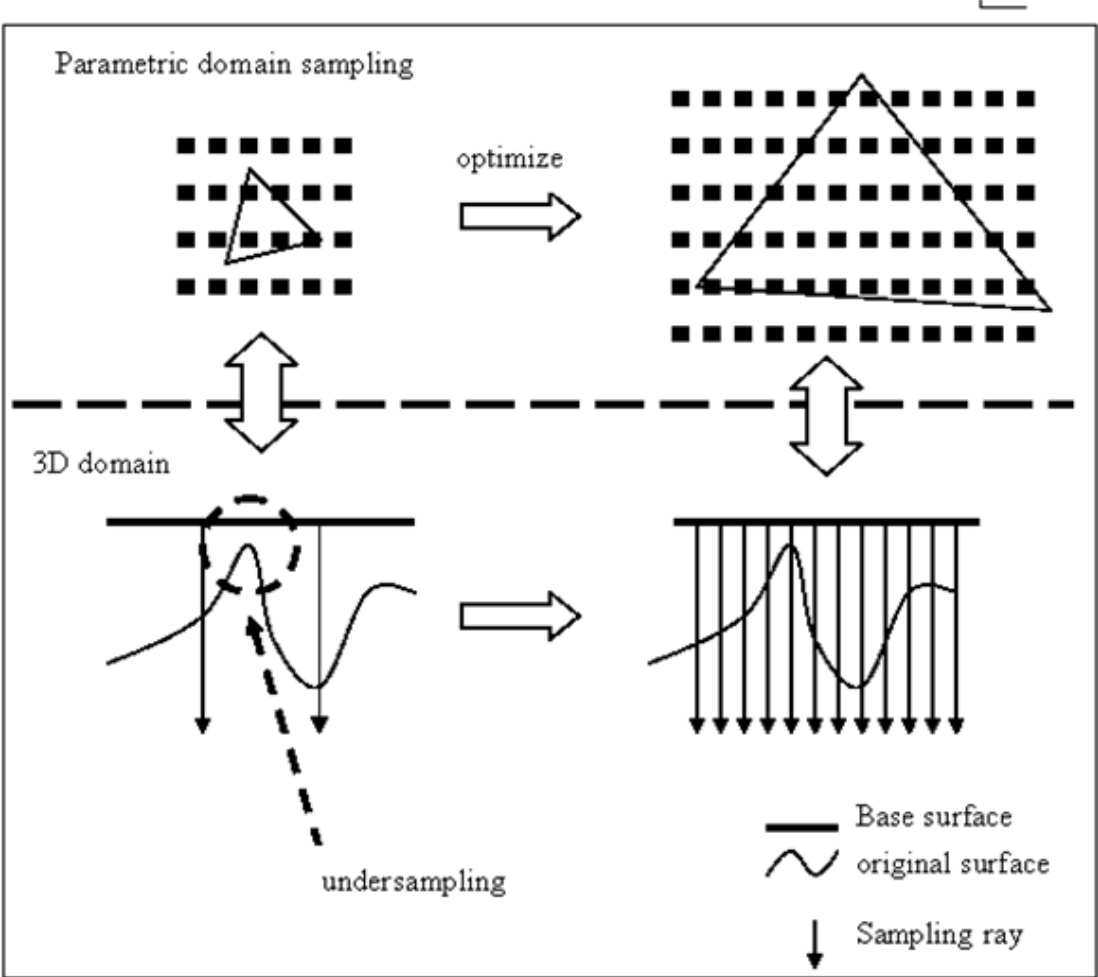 Parametric domain sampling
optimize
3D domain
undersampling
Base surface
original surface
Sampling ray